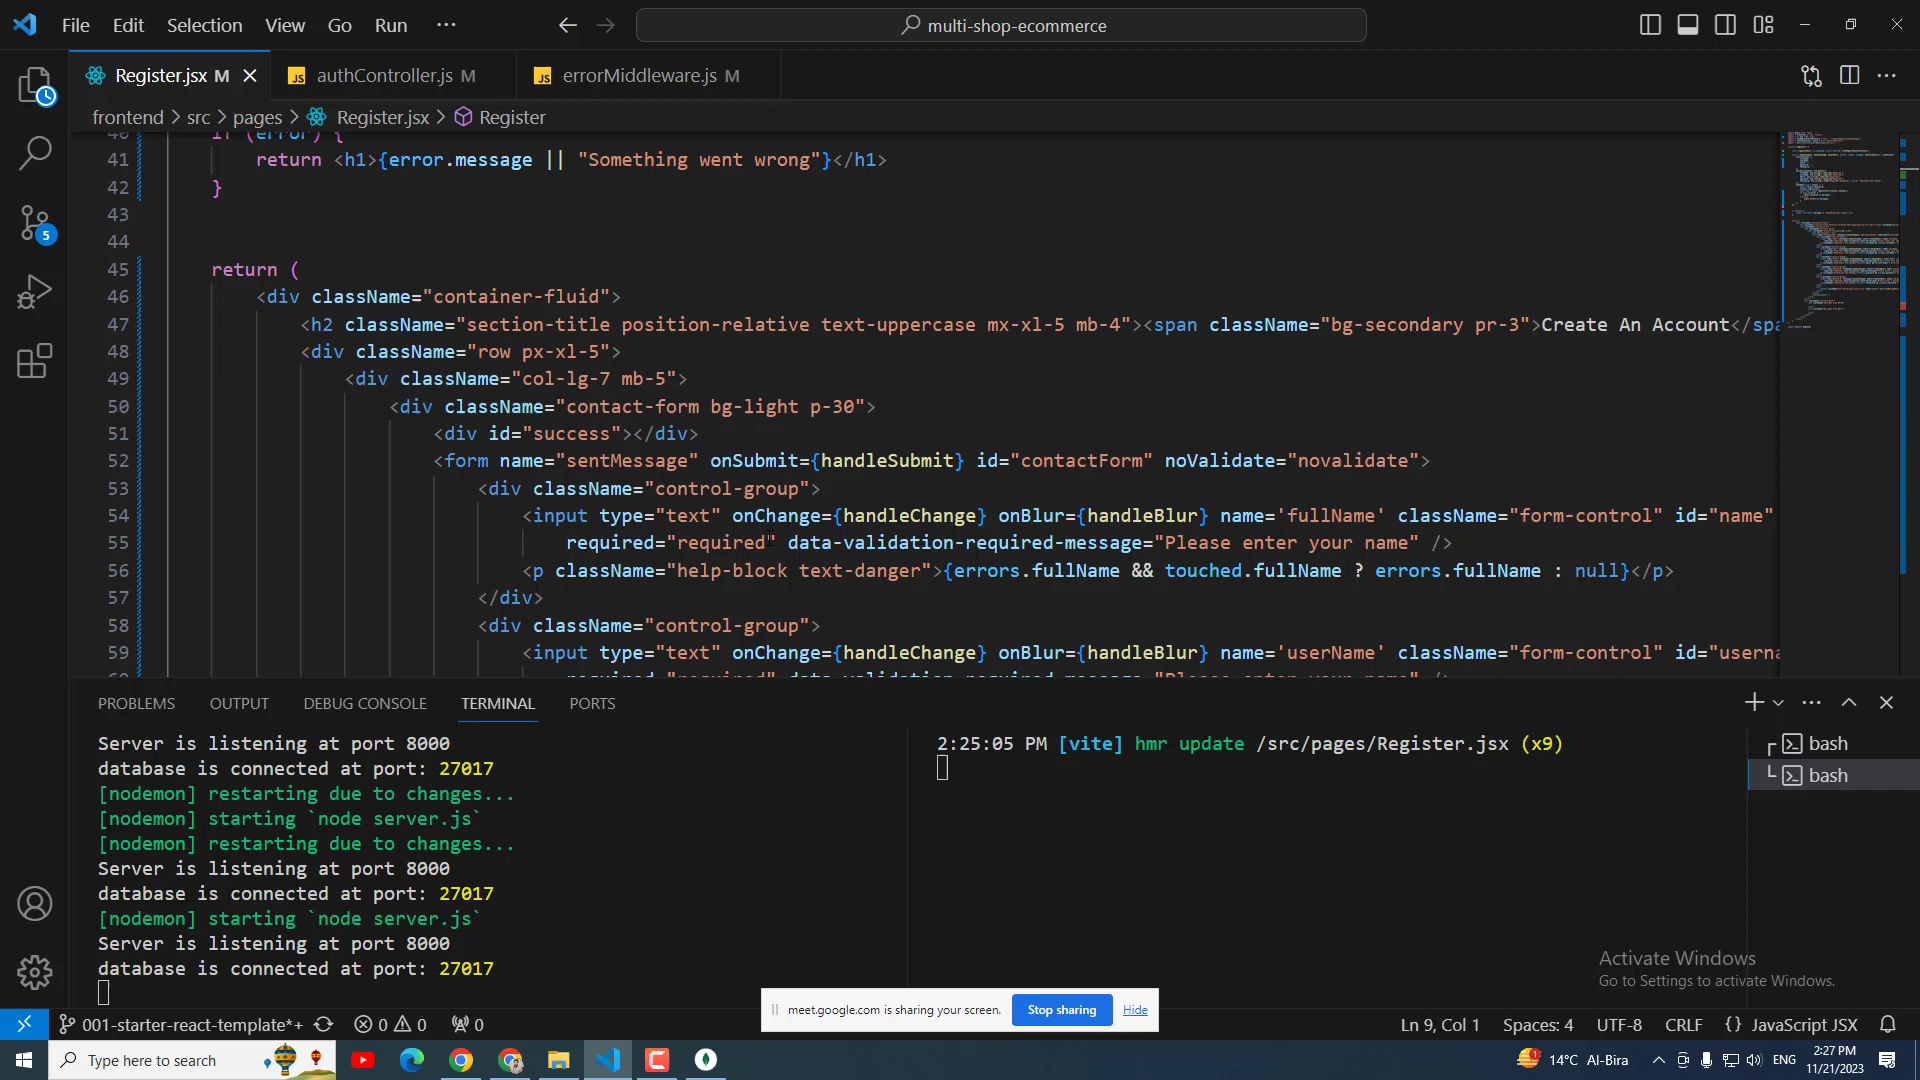 File Edit Selection View Go Run ···
multi-shop-ecommerce
Register.jsx M
authController.js M
errorMiddleware.js M
frontend > src > pages > Register.jsx > Register
40 if (error) {
41 return <h1>{error.message || "Something went wrong"}</h1>
42 }
43
44
45 return (
46 <div className="container-fluid">
47 <h2 className="section-title position-relative text-uppercase mx-xl-5 mb-4"><span className="bg-secondary pr-3">Create An Account</spa
48 <div className="row px-xl-5">
49 <div className="col-lg-7 mb-5">
50 <div className="contact-form bg-light p-30">
51 <div id="success"></div>
52 <form name="sentMessage" onSubmit={handleSubmit} id="contactForm" noValidate="novalidate">
53 <div className="control-group">
54 <input type="text" onChange={handleChange} onBlur={handleBlur} name='fullName' className="form-control" id="name"
55 required="required" data-validation-required-message="Please enter your name" />
56 <p className="help-block text-danger">{errors.fullName && touched.fullName ? errors.fullName : null}</p>
57 </div>
58 <div className="control-group">
59 <input type="text" onChange={handleChange} onBlur={handleBlur} name='userName' className="form-control" id="userna
required="required" data-validation-required-message="Please enter your name" />
PROBLEMS OUTPUT DEBUG CONSOLE TERMINAL PORTS
Server is listening at port 8000
database is connected at port: 27017
[nodemon] restarting due to changes...
[nodemon] starting `node server.js`
[nodemon] restarting due to changes...
Server is listening at port 8000
database is connected at port: 27017
[nodemon] starting `node server.js`
Server is listening at port 8000
database is connected at port: 27017
2:25:05 PM [vite] hmr update /src/pages/Register.jsx (x9)
bash
bash
5
Activate Windows
Go to Settings to activate Windows.
meet.google.com is sharing your screen. Stop sharing Hide
001-starter-react-template*+ 0 0 0
Ln 9, Col 1 Spaces: 4 UTF-8 CRLF {} JavaScript JSX
Type here to search
1 14°C Al-Bira
ENG
2:27 PM
11/21/2023